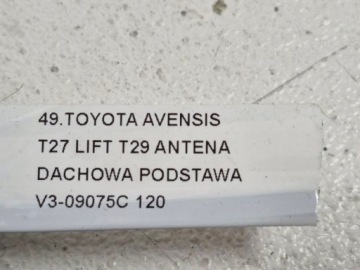 49.TOYOTA AVENSIS
T27 LIFT T29 ANTENA
DACHOWA PODSTAWA
V3-09075C 120